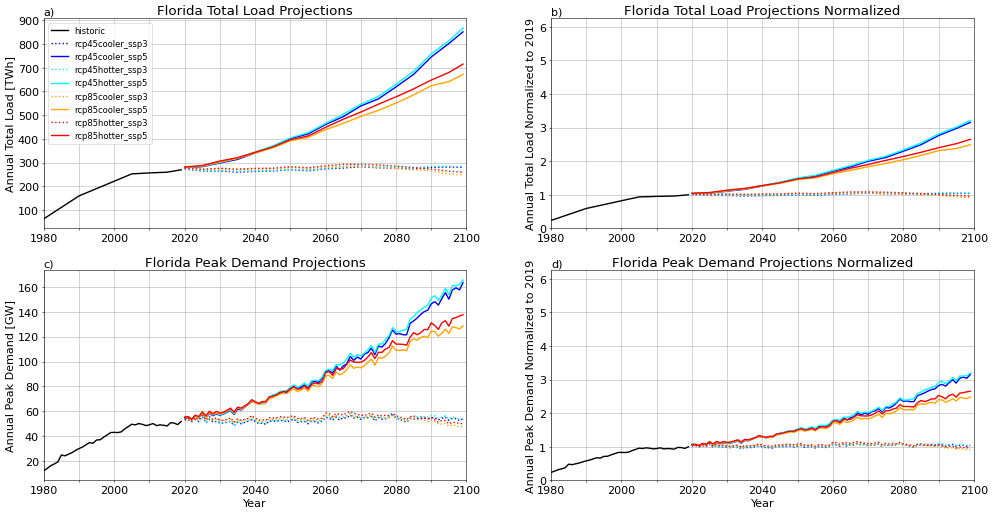 a) Florida Total Load Projections
Annual Total Load [TWh]
900
800
700
600
500
400
300
200
100
historic
rcp45cooler_ssp3
rcp45cooler_ssp5
rcp45hotter_ssp3
rcp45hotter_ssp5
rcp85cooler_ssp3
rcp85cooler_ssp5
rcp85hotter_ssp3
rcp85hotter_ssp5
1980 2000 2020 2040 2060 2080 2100
b) Florida Total Load Projections Normalized
Annual Total Load Normalized to 2019
6
5
4
3
2
1
0
1980 2000 2020 2040 2060 2080 2100
c) Florida Peak Demand Projections
Annual Peak Demand [GW]
160
140
120
100
80
60
40
20
1980 2000 2020 2040 2060 2080 2100
Year
d) Florida Peak Demand Projections Normalized
Annual Peak Demand Normalized to 2019
6
5
4
3
2
1
0
1980 2000 2020 2040 2060 2080 2100
Year